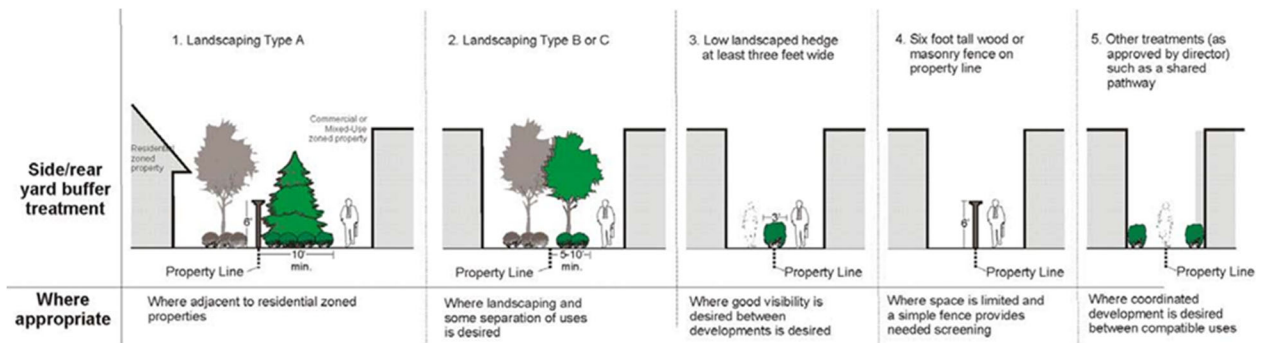 1. Landscaping Type A
2. Landscaping Type B or C
3. Low landscaped hedge
at least three feet wide
4. Six foot tall wood or
masonry fence on
property line
5. Other treatments (as
approved by director)
such as a shared
pathway
Side/rear
yard buffer
treatment
Residential
zoned
property
Commercial or
Mixed-Use
zoned property
6'
10'
min.
Property Line
5-10'
min.
Property Line
3'
Property Line
6'
Property Line
Property Line
Where
appropriate
Where adjacent to residential zoned
properties
Where landscaping and
some separation of uses
is desired
Where good visibility is
desired between
developments is desired
Where space is limited and
a simple fence provides
needed screening
Where coordinated
development is desired
between compatible uses